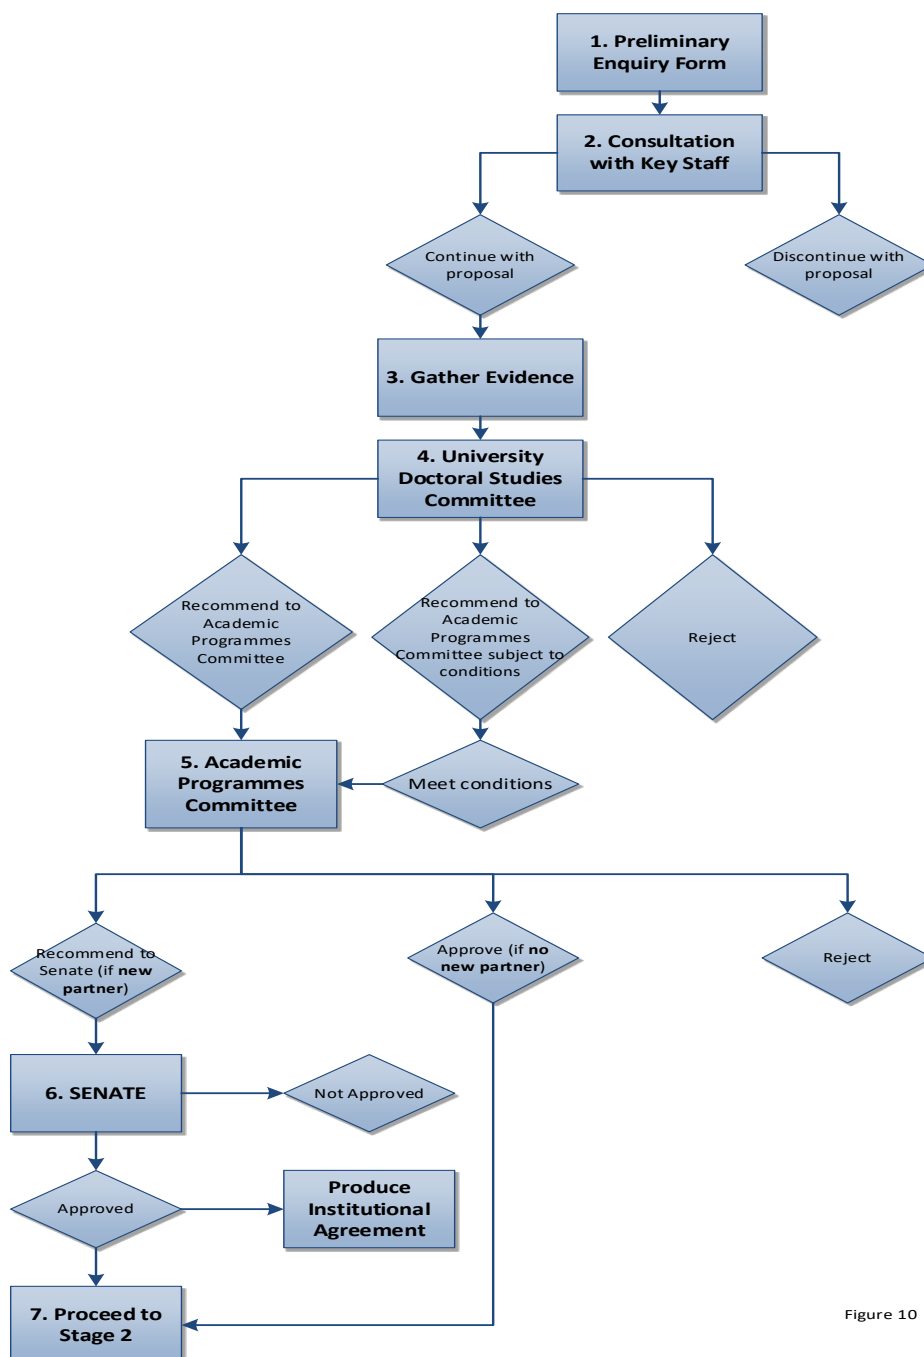 1. Preliminary
Enquiry Form
2. Consultation
with Key Staff
Continue with
proposal
Discontinue with
proposal
3. Gather Evidence
4. University
Doctoral Studies
Committee
Recommend to
Academic
Programmes
Committee
Recommend to
Academic
Programmes
Committee subject to
conditions
Reject
5. Academic
Programmes
Committee
Meet conditions
Recommend to
Senate (if new
partner)
Approve (if no
new partner)
Reject
6. SENATE
Not Approved
Approved
Produce
Institutional
Agreement
7. Proceed to
Stage 2
Figure 10